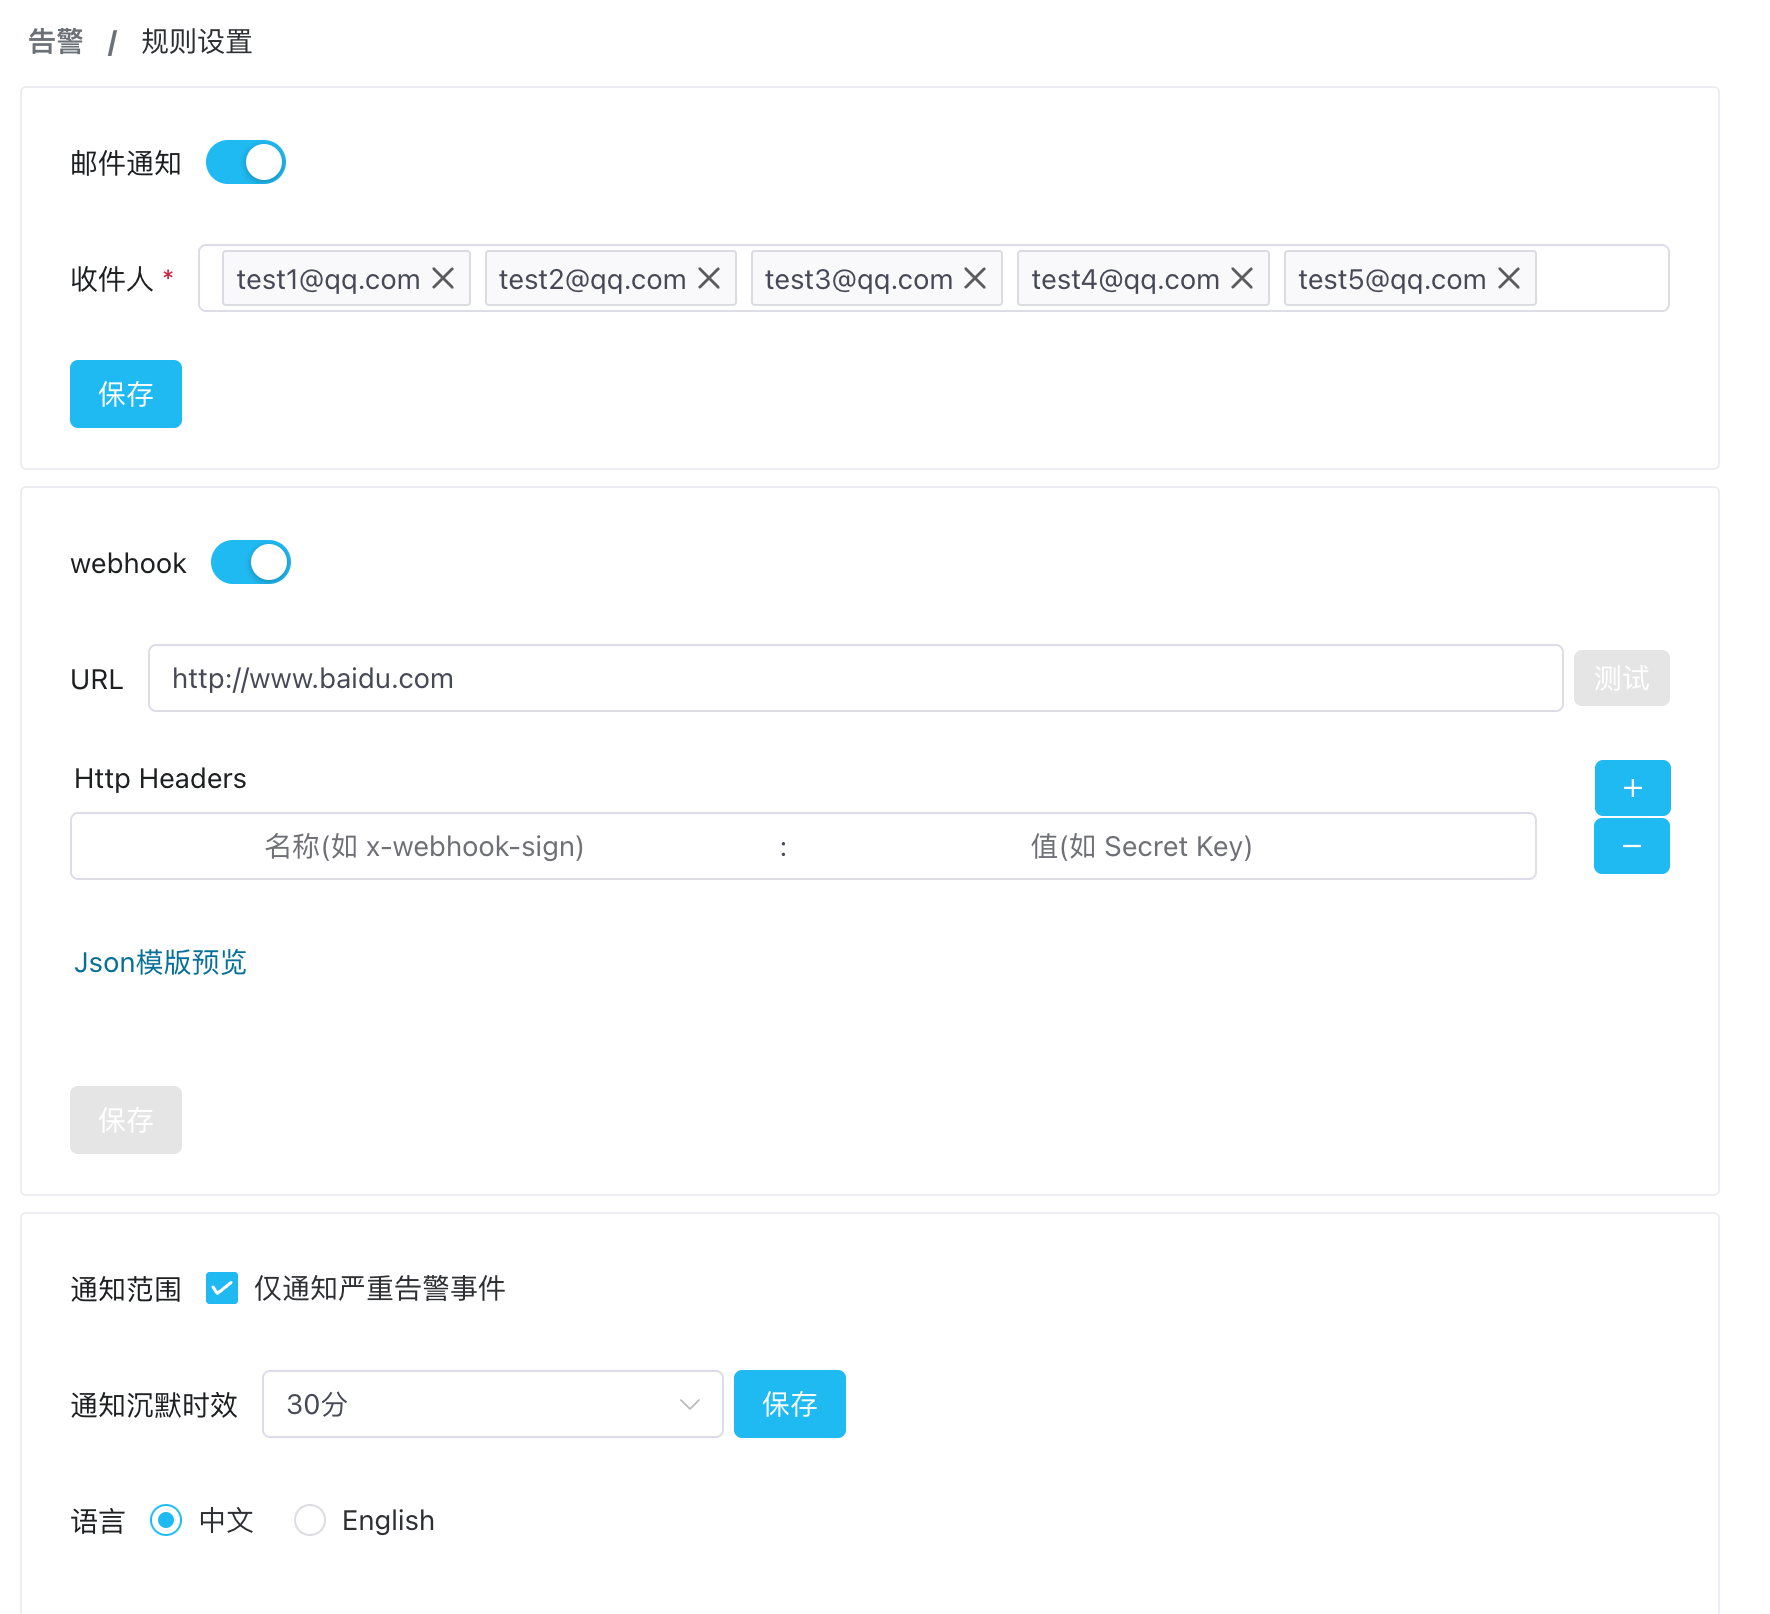 告警 / 规则设置
邮件通知
收件人 * test1@qq.com test2@qq.com test3@qq.com test4@qq.com test5@qq.com
保存
webhook
URL http://www.baidu.com 测试
Http Headers +
名称(如 x-webhook-sign) : 值(如 Secret Key) −
Json模版预览
保存
通知范围 仅通知严重告警事件
通知沉默时效 30分 保存
语言 中文 English